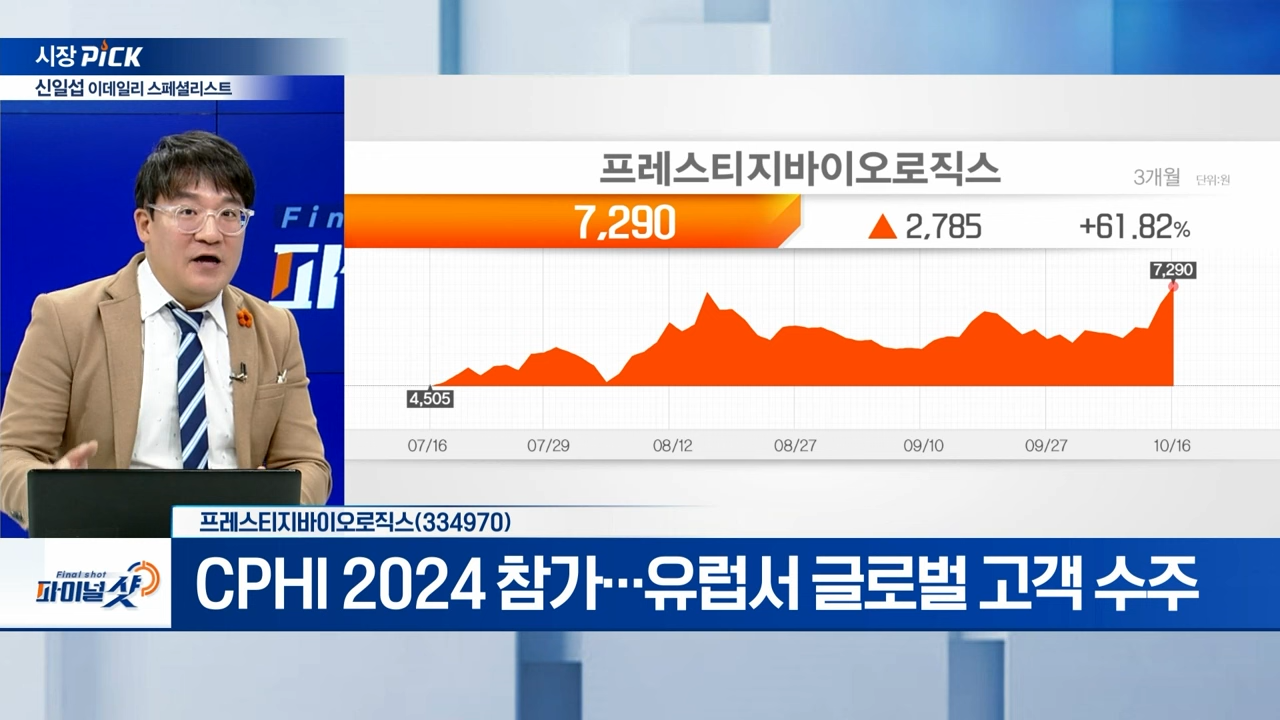 시장 PiCK
신일섭 이데일리 스페셜리스트
Fin
파
프레스티지바이오로직스
3개월 단위:원
7,290 ▲ 2,785 +61.82%
7,290
4,505
07/16 07/29 08/12 08/27 09/10 09/27 10/16
프레스티지바이오로직스(334970)
Final shot
파이널샷
CPHI 2024 참가…유럽서 글로벌 고객 수주